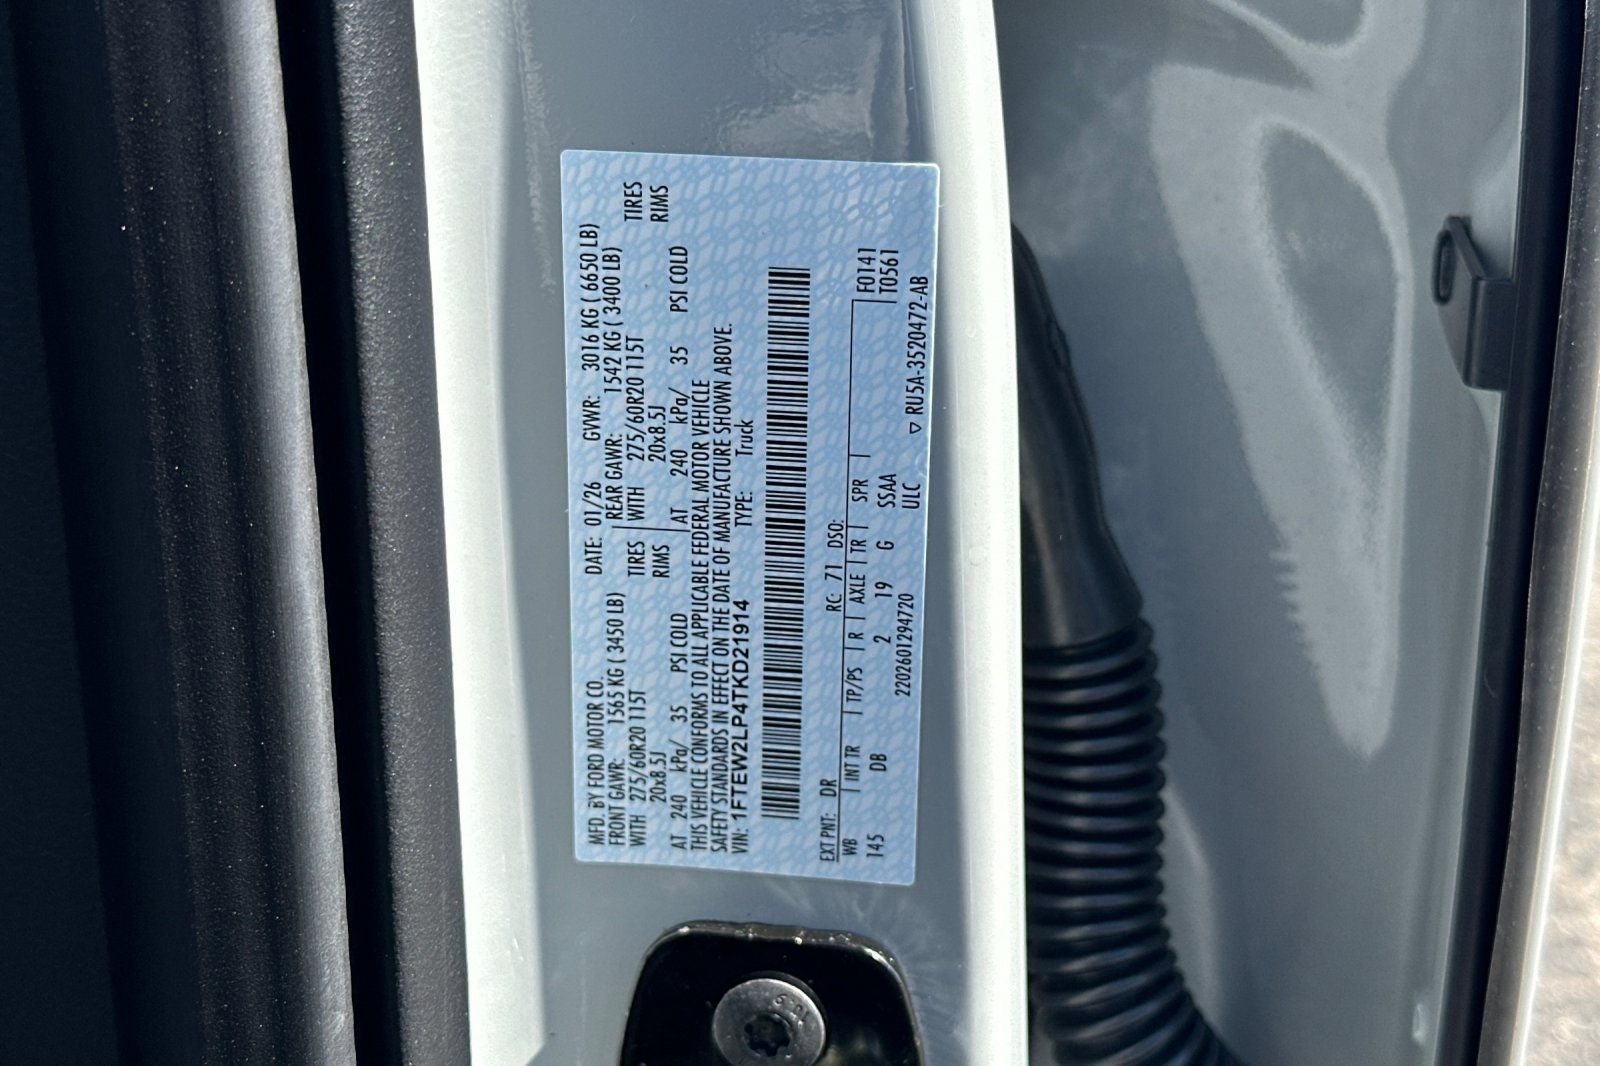 MFD. BY FORD MOTOR CO. DATE: 01/26 GVWR: 3016 KG ( 6650 LB)
FRONT GAWR: 1565 KG ( 3450 LB) REAR GAWR: 1542 KG ( 3400 LB)
WITH 275/60R20 115T TIRES WITH 275/60R20 115T TIRES
20x8.5J RIMS 20x8.5J RIMS
AT 240 kPa/ 35 PSI COLD AT 240 kPa/ 35 PSI COLD
THIS VEHICLE CONFORMS TO ALL APPLICABLE FEDERAL MOTOR VEHICLE
SAFETY STANDARDS IN EFFECT ON THE DATE OF MANUFACTURE SHOWN ABOVE.
VIN: 1FTEW2LP4TKD21914 TYPE: Truck
EXT PNT: DR RC: 71 DSO:
WB INT TR TP/PS R AXLE TR SPR F0141
145 DB 2 19 G SSAA T0561
2202601294720 ULC ▽ RU5A-3520472-AB
10.9